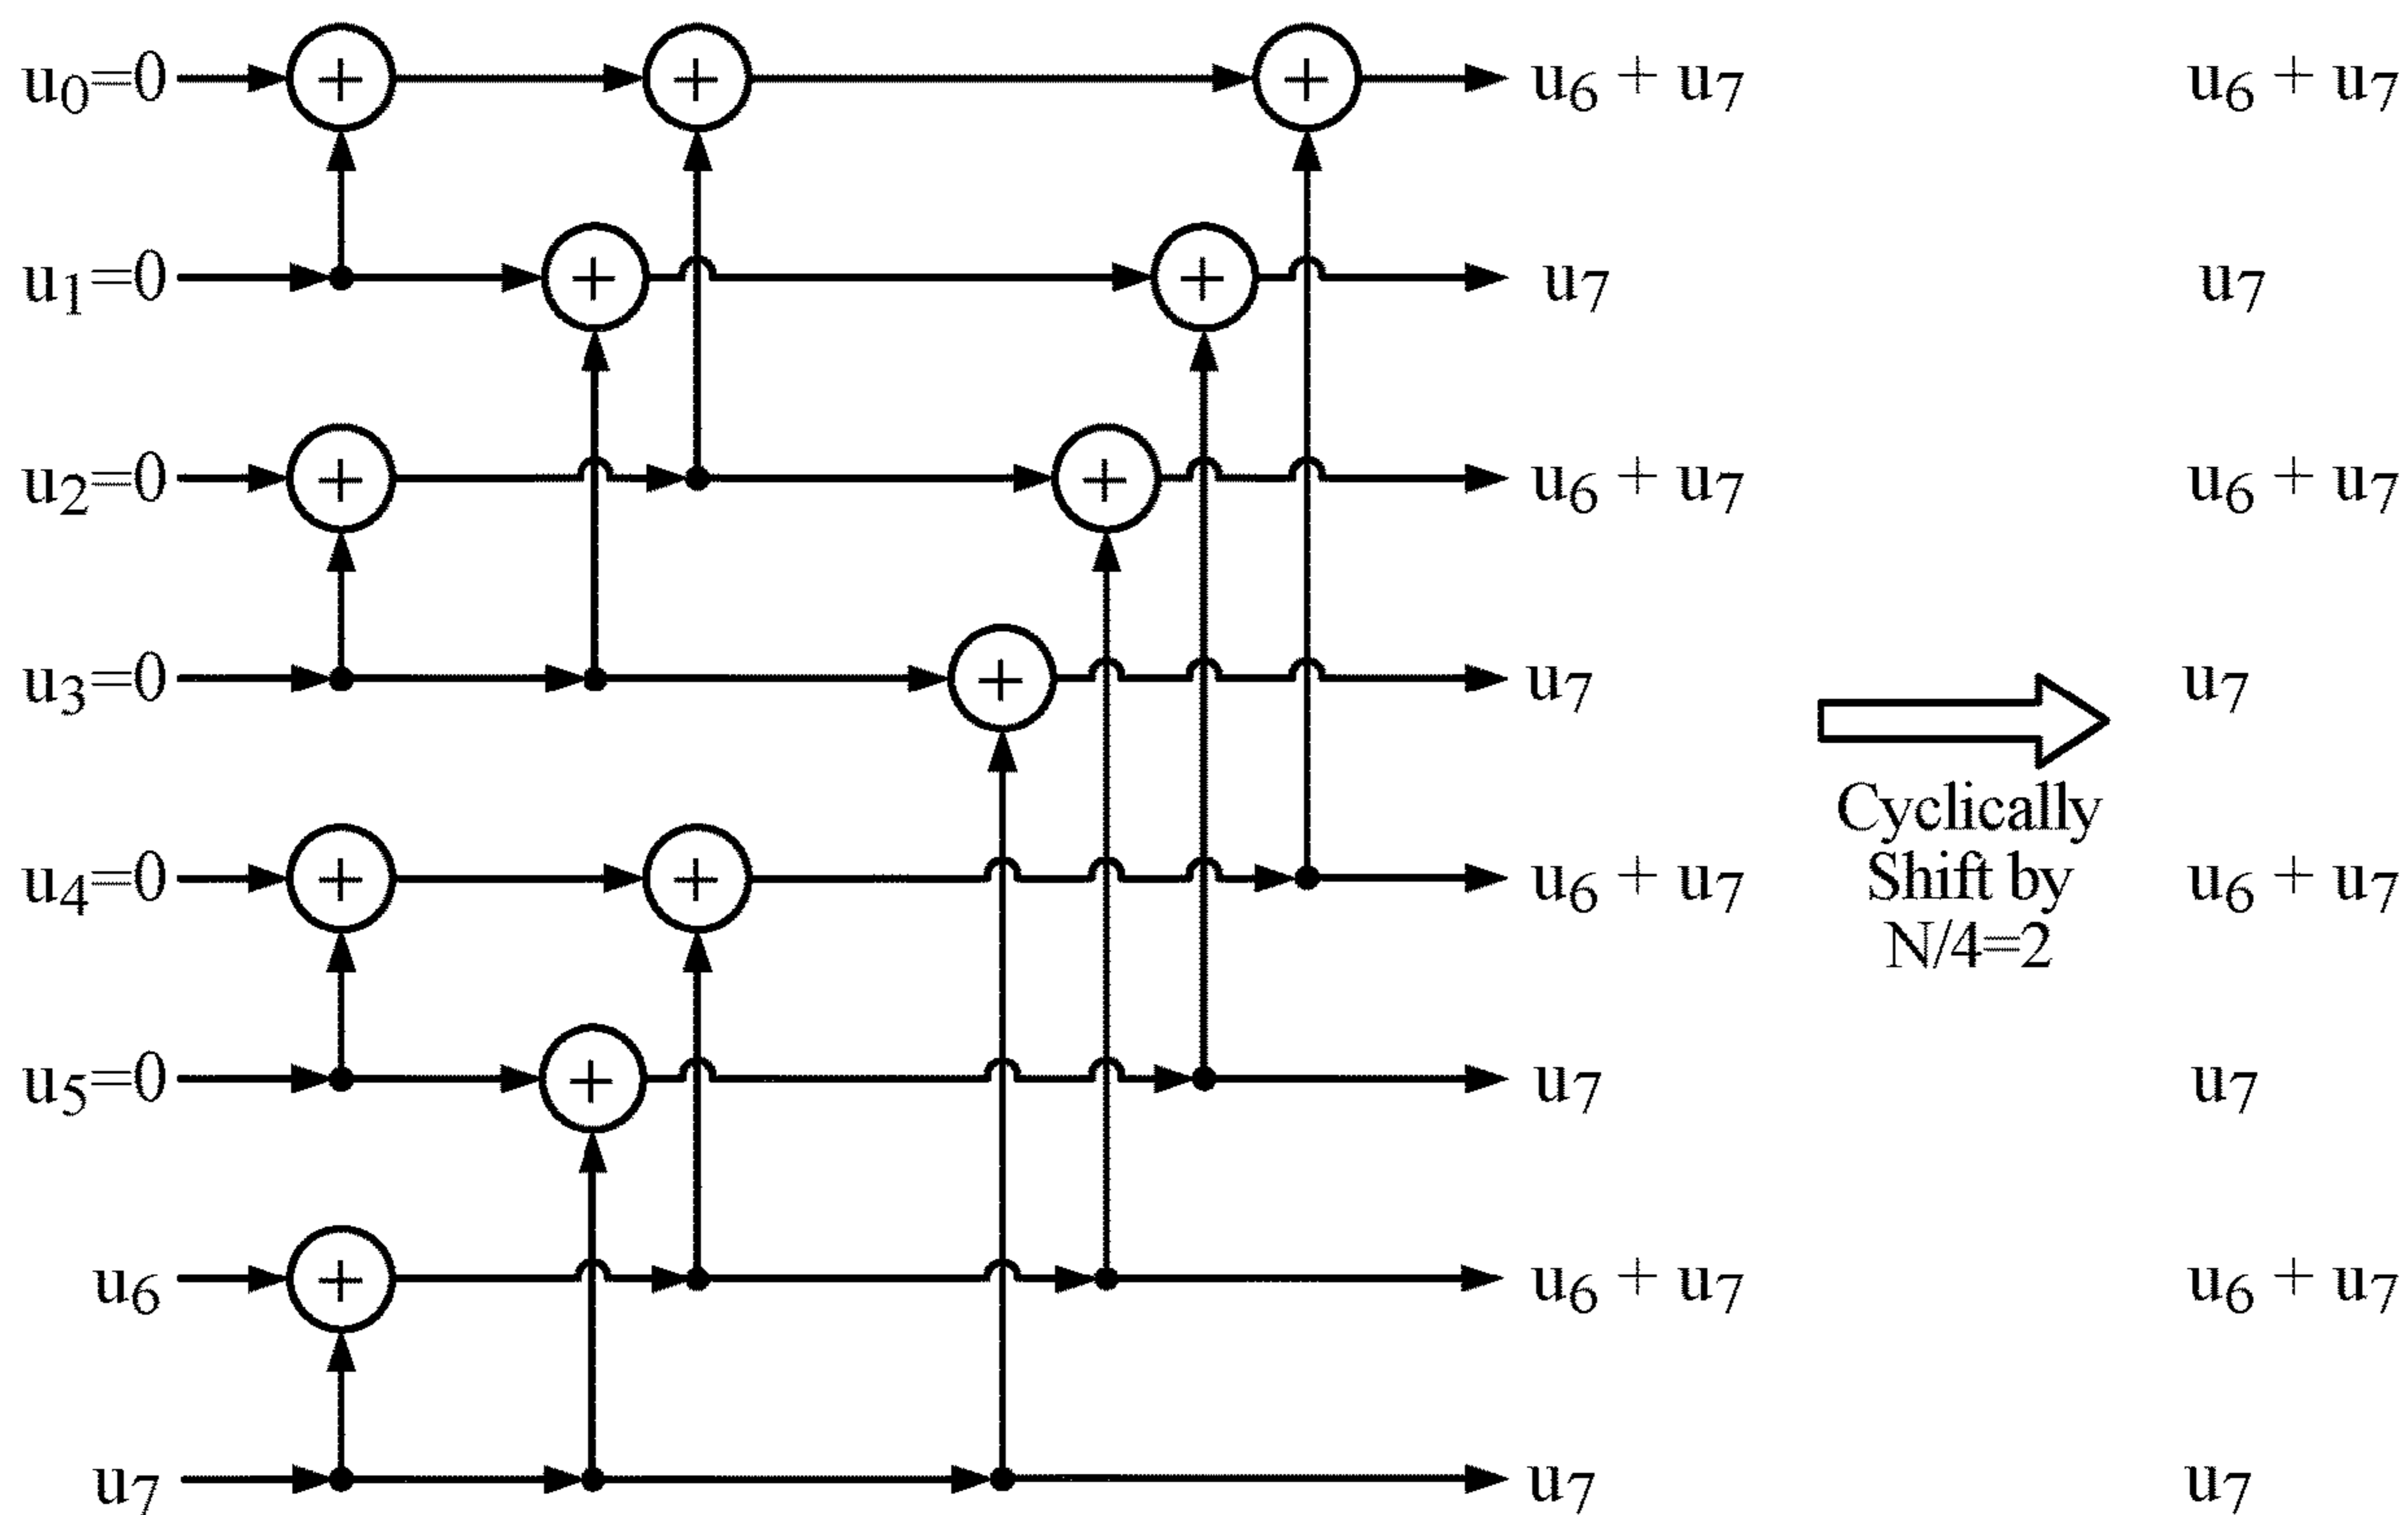 u₀=0 + + + u₆ + u₇ u₆ + u₇
u₁=0 + + u₇ u₇
u₂=0 + + u₆ + u₇ u₆ + u₇
u₃=0 + u₇ u₇
Cyclically
Shift by
N/4=2
u₄=0 + + u₆ + u₇ u₆ + u₇
u₅=0 + u₇ u₇
u₆ + u₆ + u₇ u₆ + u₇
u₇ u₇ u₇